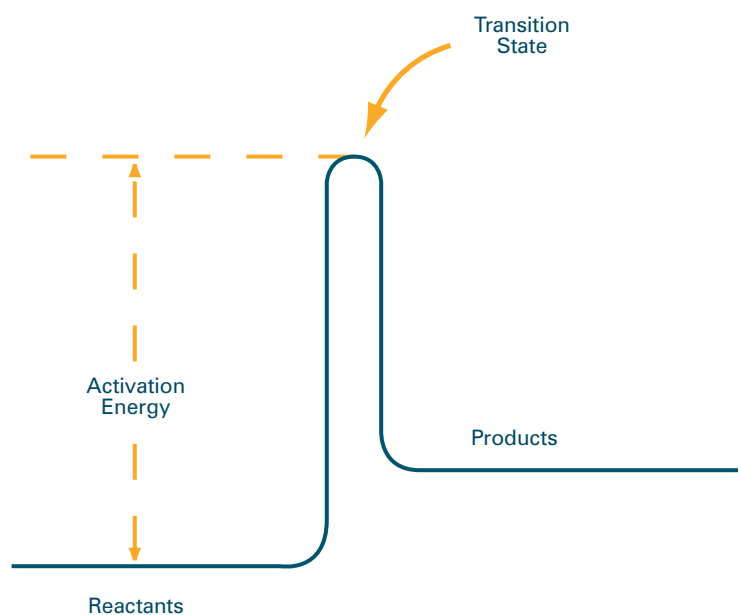 Transition
State
Activation
Energy
Products
Reactants